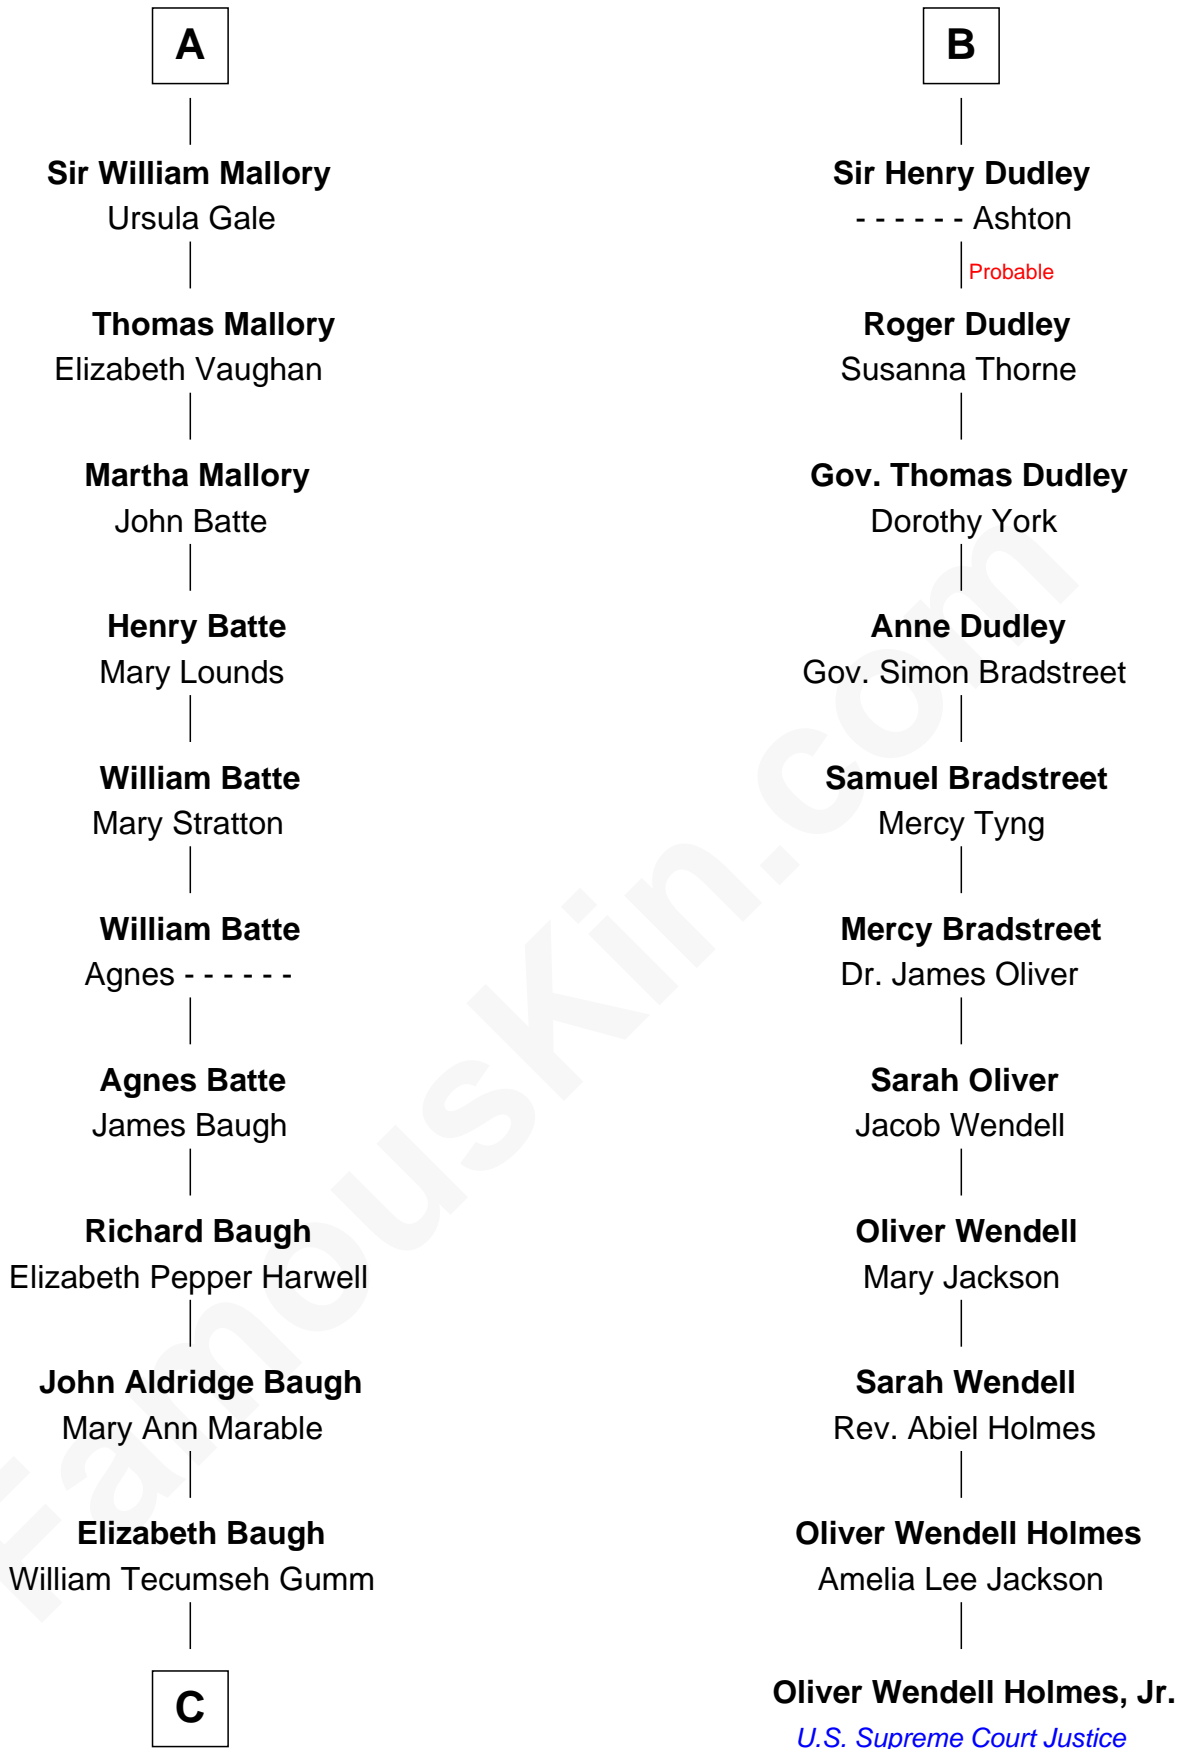 A
Sir William Mallory
Ursula Gale
Thomas Mallory
Elizabeth Vaughan
Martha Mallory
John Batte
Henry Batte
Mary Lounds
William Batte
Mary Stratton
William Batte
Agnes - - - - - -
Agnes Batte
James Baugh
Richard Baugh
Elizabeth Pepper Harwell
John Aldridge Baugh
Mary Ann Marable
Elizabeth Baugh
William Tecumseh Gumm
C
B
Sir Henry Dudley
- - - - - - Ashton
Probable
Roger Dudley
Susanna Thorne
Gov. Thomas Dudley
Dorothy York
Anne Dudley
Gov. Simon Bradstreet
Samuel Bradstreet
Mercy Tyng
Mercy Bradstreet
Dr. James Oliver
Sarah Oliver
Jacob Wendell
Oliver Wendell
Mary Jackson
Sarah Wendell
Rev. Abiel Holmes
Oliver Wendell Holmes
Amelia Lee Jackson
Oliver Wendell Holmes, Jr.
U.S. Supreme Court Justice
FamousKin.com